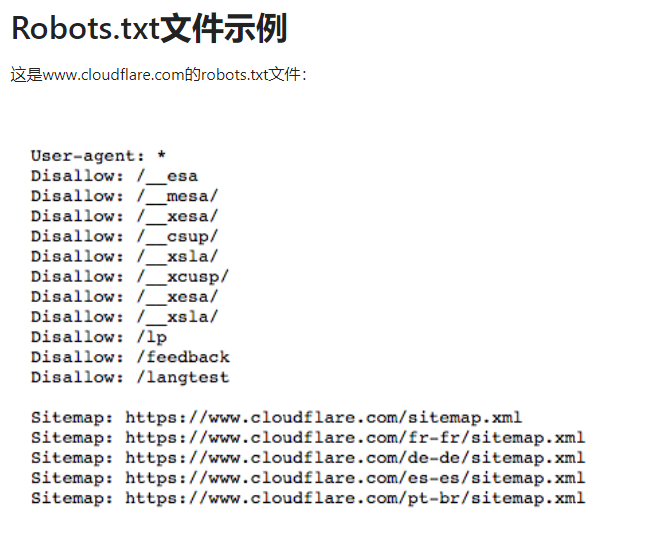 Robots.txt文件示例
这是www.cloudflare.com的robots.txt文件：
User-agent: *
Disallow: /__esa
Disallow: /__mesa/
Disallow: /__xesa/
Disallow: /__csup/
Disallow: /__xsla/
Disallow: /__xcusp/
Disallow: /__xesa/
Disallow: /__xsla/
Disallow: /lp
Disallow: /feedback
Disallow: /langtest
Sitemap: https://www.cloudflare.com/sitemap.xml
Sitemap: https://www.cloudflare.com/fr-fr/sitemap.xml
Sitemap: https://www.cloudflare.com/de-de/sitemap.xml
Sitemap: https://www.cloudflare.com/es-es/sitemap.xml
Sitemap: https://www.cloudflare.com/pt-br/sitemap.xml